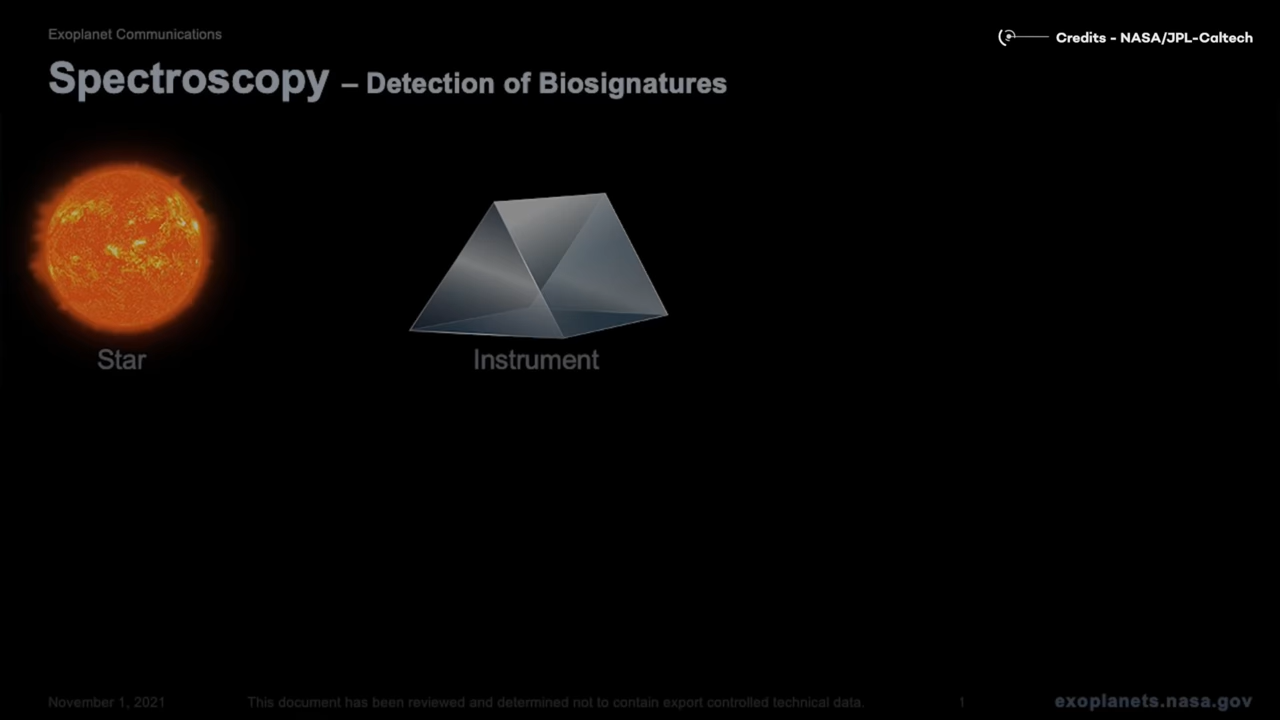 Exoplanet Communications
Credits - NASA/JPL-Caltech
Spectroscopy – Detection of Biosignatures
Star
Instrument
November 1, 2021
This document has been reviewed and determined not to contain export controlled technical data.
1
exoplanets.nasa.gov